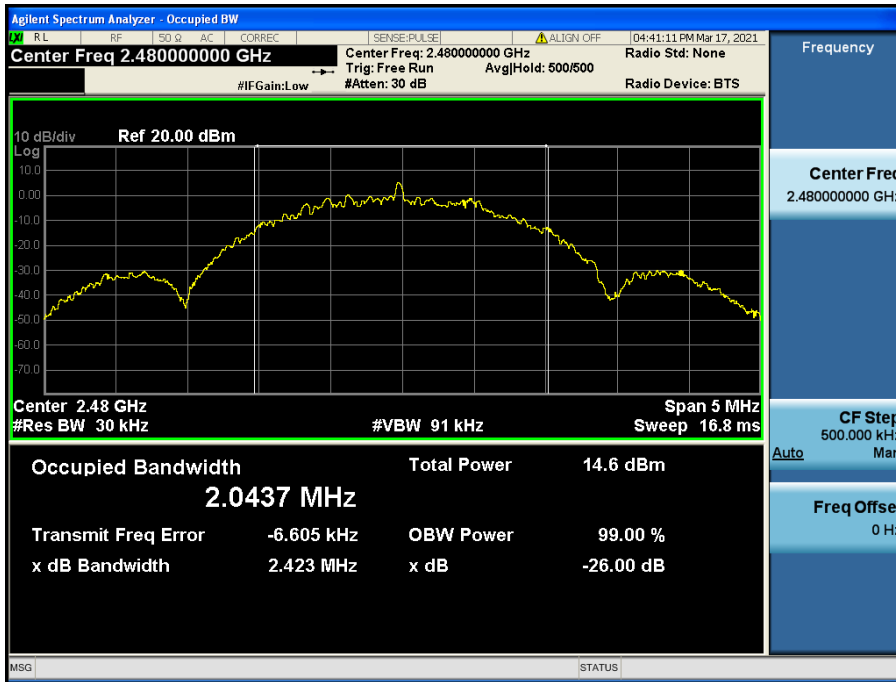 Agilent Spectrum Analyzer - Occupied BW
LXI RL RF 50 Ω AC CORREC SENSE:PULSE ALIGN OFF 04:41:11 PM Mar 17, 2021
Center Freq 2.480000000 GHz
Center Freq: 2.480000000 GHz Radio Std: None
Trig: Free Run Avg|Hold: 500/500
#IFGain:Low #Atten: 30 dB Radio Device: BTS
10 dB/div Ref 20.00 dBm
Log
10.0
0.00
-10.0
-20.0
-30.0
-40.0
-50.0
-60.0
-70.0
Center 2.48 GHz Span 5 MHz
#Res BW 30 kHz #VBW 91 kHz Sweep 16.8 ms
Occupied Bandwidth Total Power 14.6 dBm
2.0437 MHz
Transmit Freq Error -6.605 kHz OBW Power 99.00 %
x dB Bandwidth 2.423 MHz x dB -26.00 dB
MSG STATUS
Frequency
Center Freq
2.480000000 GHz
CF Step
500.000 kHz
Auto Man
Freq Offse
0 Hz